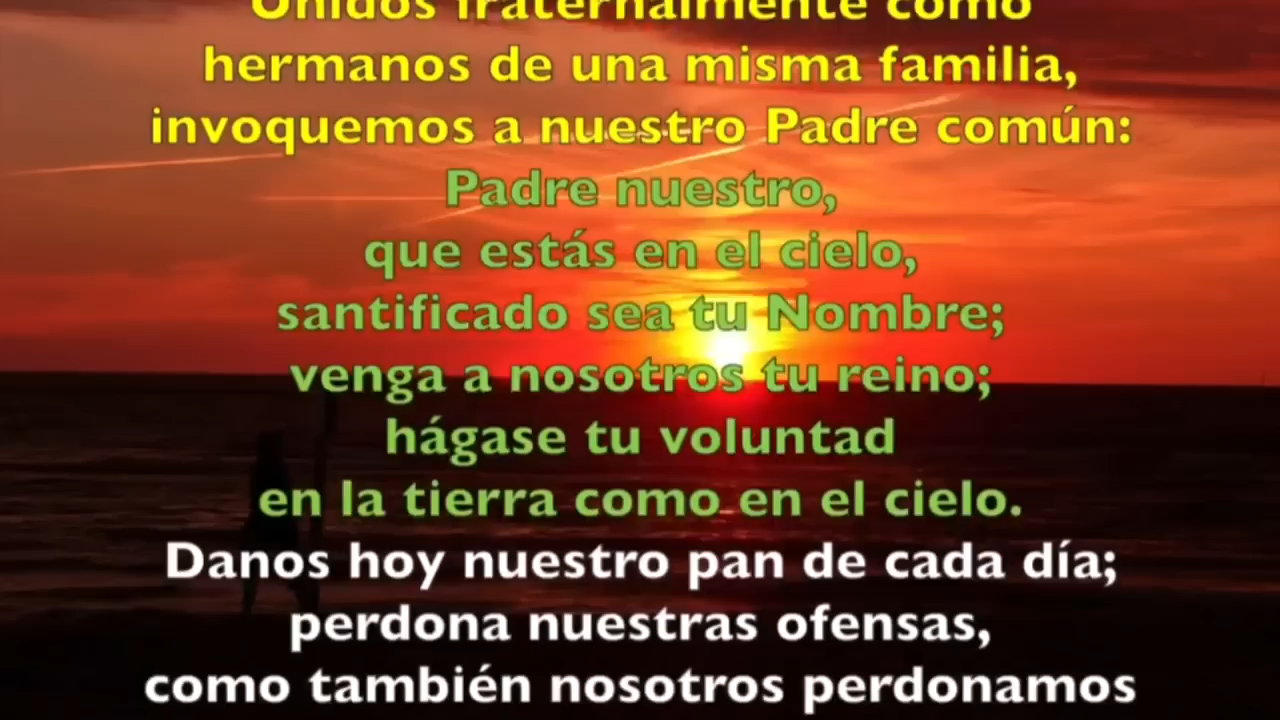 Unidos fraternalmente como
hermanos de una misma familia,
invoquemos a nuestro Padre común:
Padre nuestro,
que estás en el cielo,
santificado sea tu Nombre;
venga a nosotros tu reino;
hágase tu voluntad
en la tierra como en el cielo.
Danos hoy nuestro pan de cada día;
perdona nuestras ofensas,
como también nosotros perdonamos